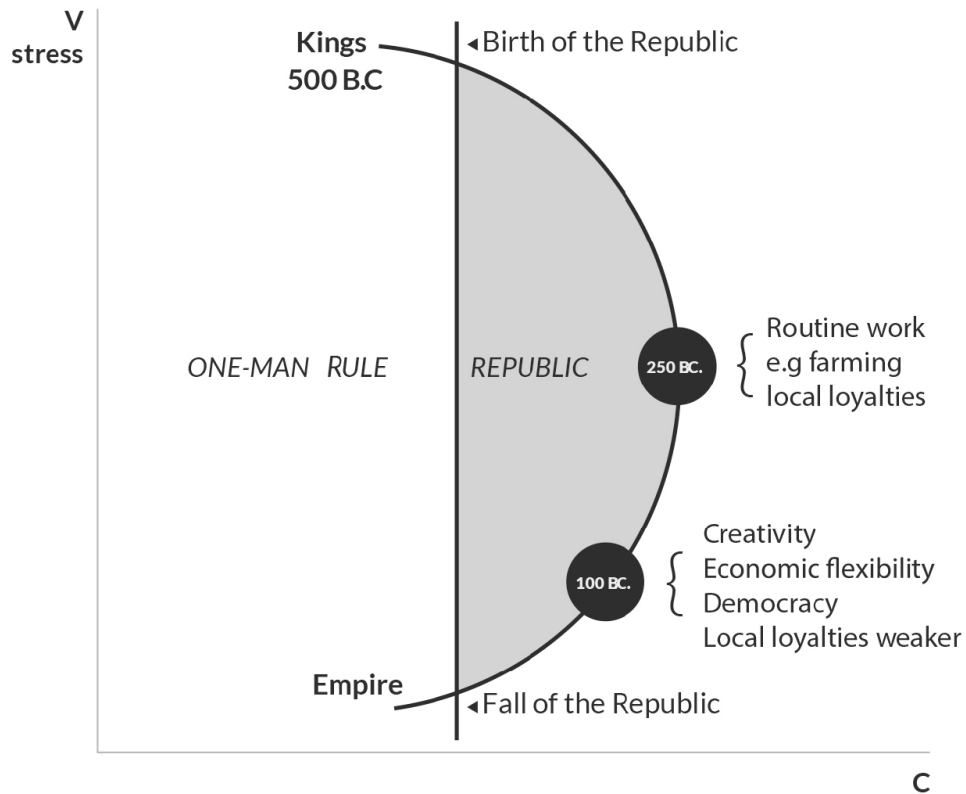 V
stress
Kings
500 B.C
◂Birth of the Republic
ONE-MAN RULE
REPUBLIC
250 BC.
Routine work
e.g farming
local loyalties
100 BC.
Creativity
Economic flexibility
Democracy
Local loyalties weaker
Empire
◂Fall of the Republic
C